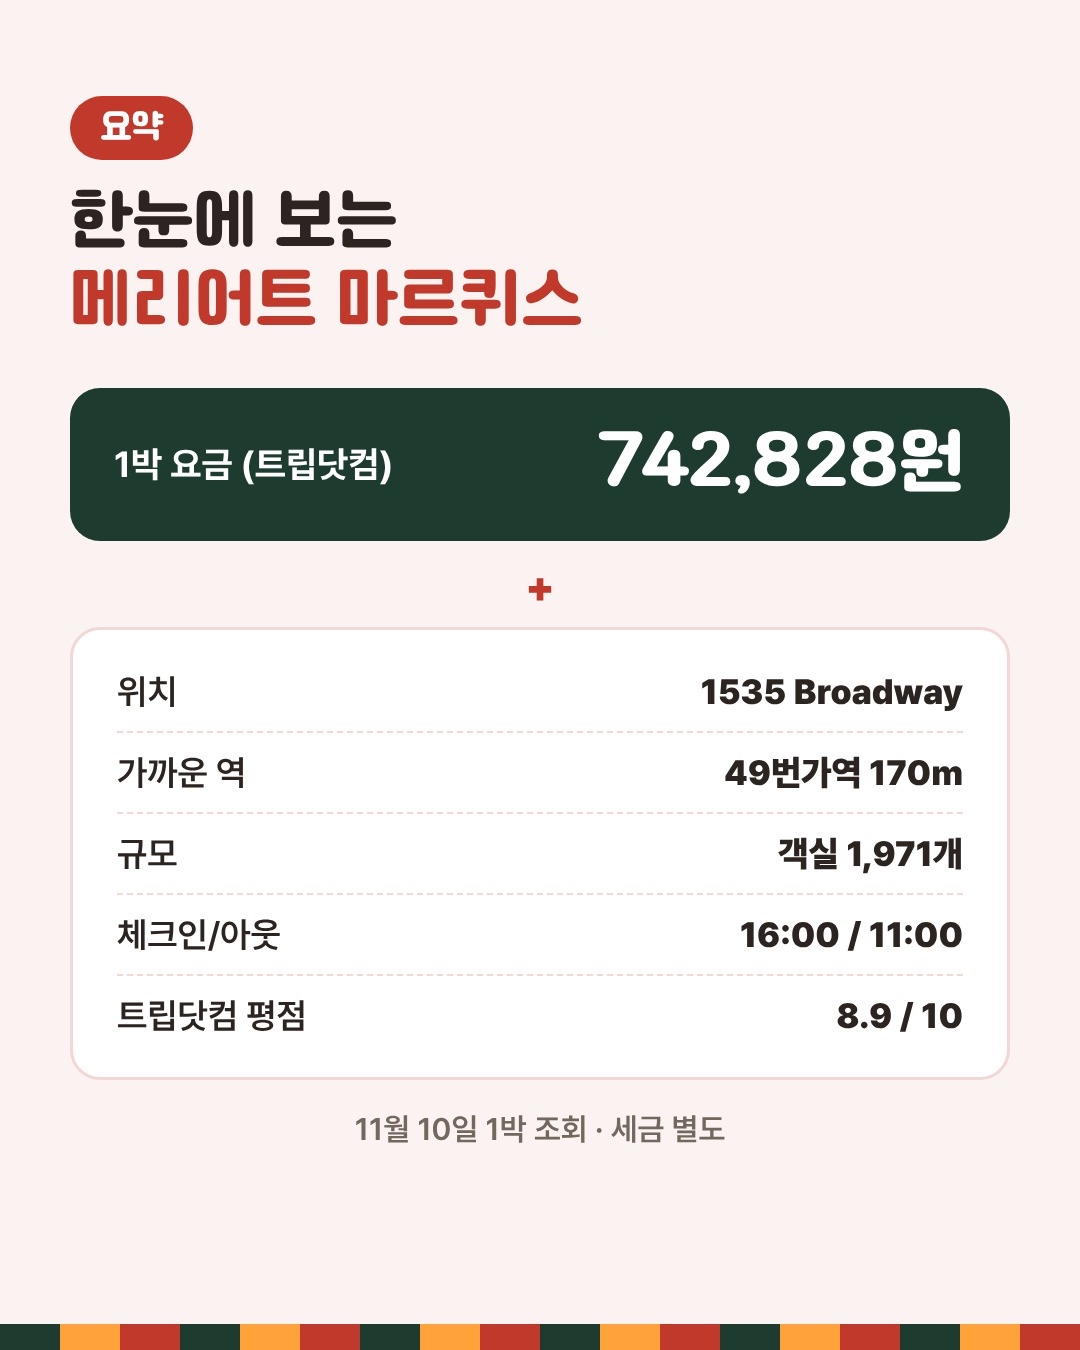 요약
한눈에 보는
메리어트 마르퀴스
1박 요금 (트립닷컴) 742,828원
+
위치 1535 Broadway
가까운 역 49번가역 170m
규모 객실 1,971개
체크인/아웃 16:00 / 11:00
트립닷컴 평점 8.9 / 10
11월 10일 1박 조회 · 세금 별도